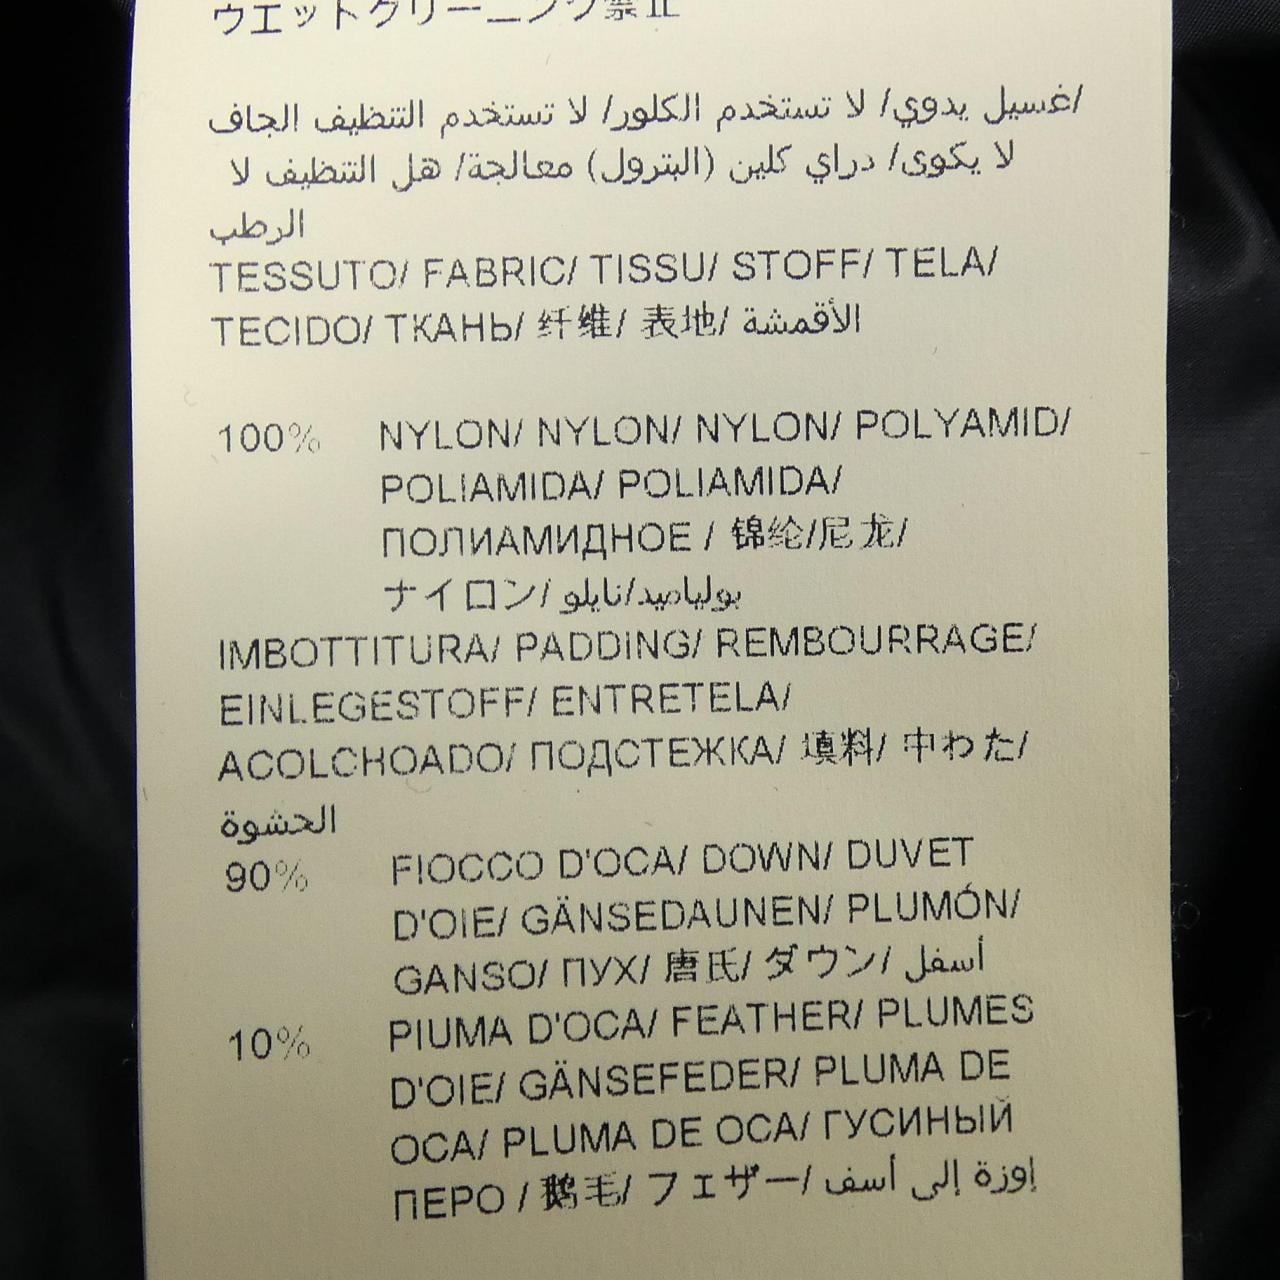 ウエットクリーニング禁止
غسيل يدوي/ لا تستخدم الكلور/ لا تستخدم التنظيف الجاف/
لا يكوى/ دراي كلين (البترول) معالجة/ هل التنظيف لا
الرطب
TESSUTO/ FABRIC/ TISSU/ STOFF/ TELA/
TECIDO/ ТКАНЬ/ 纤维/ 表地/ الأقمشة
100% NYLON/ NYLON/ NYLON/ POLYAMID/
POLIAMIDA/ POLIAMIDA/
ПОЛИАМИДНОЕ / 锦纶/尼龙/
ナイロン/ بولياميد/نايلو
IMBOTTITURA/ PADDING/ REMBOURRAGE/
EINLEGESTOFF/ ENTRETELA/
ACOLCHOADO/ ПОДСТЕЖКА/ 填料/ 中わた/
الحشوة
90% FIOCCO D'OCA/ DOWN/ DUVET
D'OIE/ GÄNSEDAUNEN/ PLUMÓN/
GANSO/ ПУХ/ 唐氏/ ダウン/ أسفل
10% PIUMA D'OCA/ FEATHER/ PLUMES
D'OIE/ GÄNSEFEDER/ PLUMA DE
OCA/ PLUMA DE OCA/ ГУСИНЫЙ
ПЕРО / 鹅毛/ フェザー/ إوزة إلى أسف